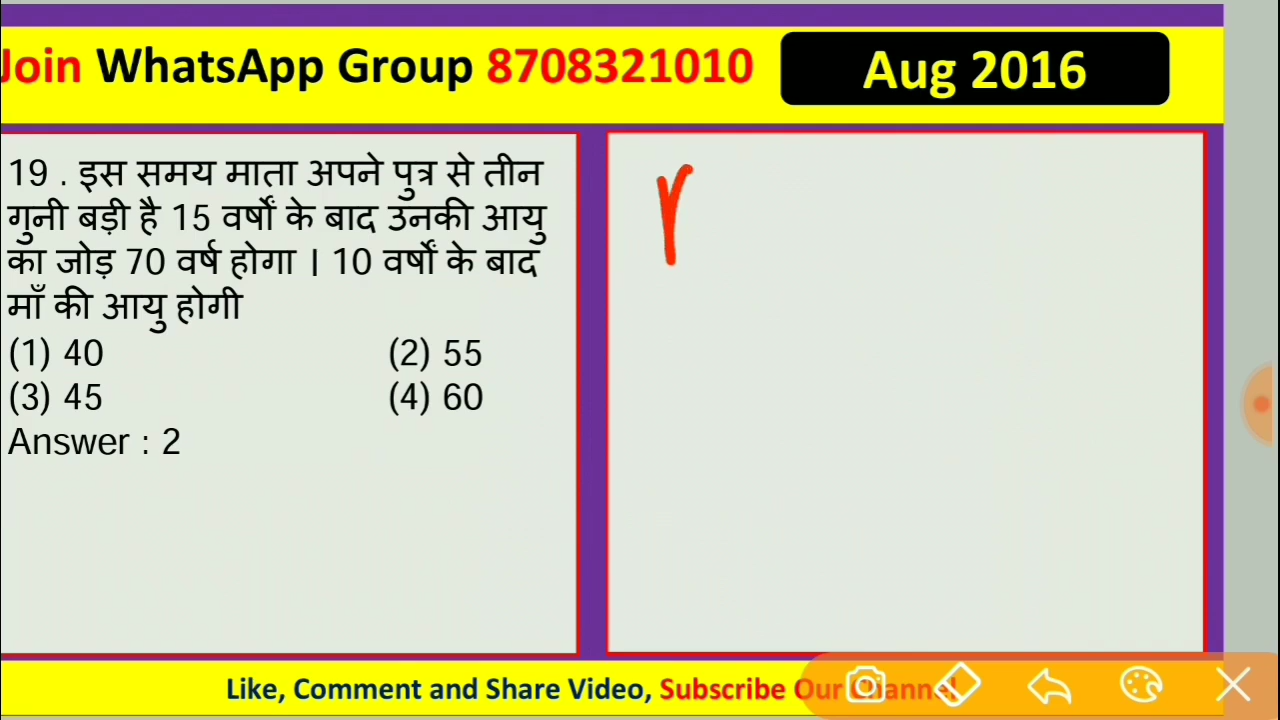 Join WhatsApp Group 8708321010
Aug 2016
19 . इस समय माता अपने पुत्र से तीन
गुनी बड़ी है 15 वर्षों के बाद उनकी आयु
का जोड़ 70 वर्ष होगा । 10 वर्षों के बाद
माँ की आयु होगी
(1) 40 (2) 55
(3) 45 (4) 60
Answer : 2
Like, Comment and Share Video, Subscribe Our Channel